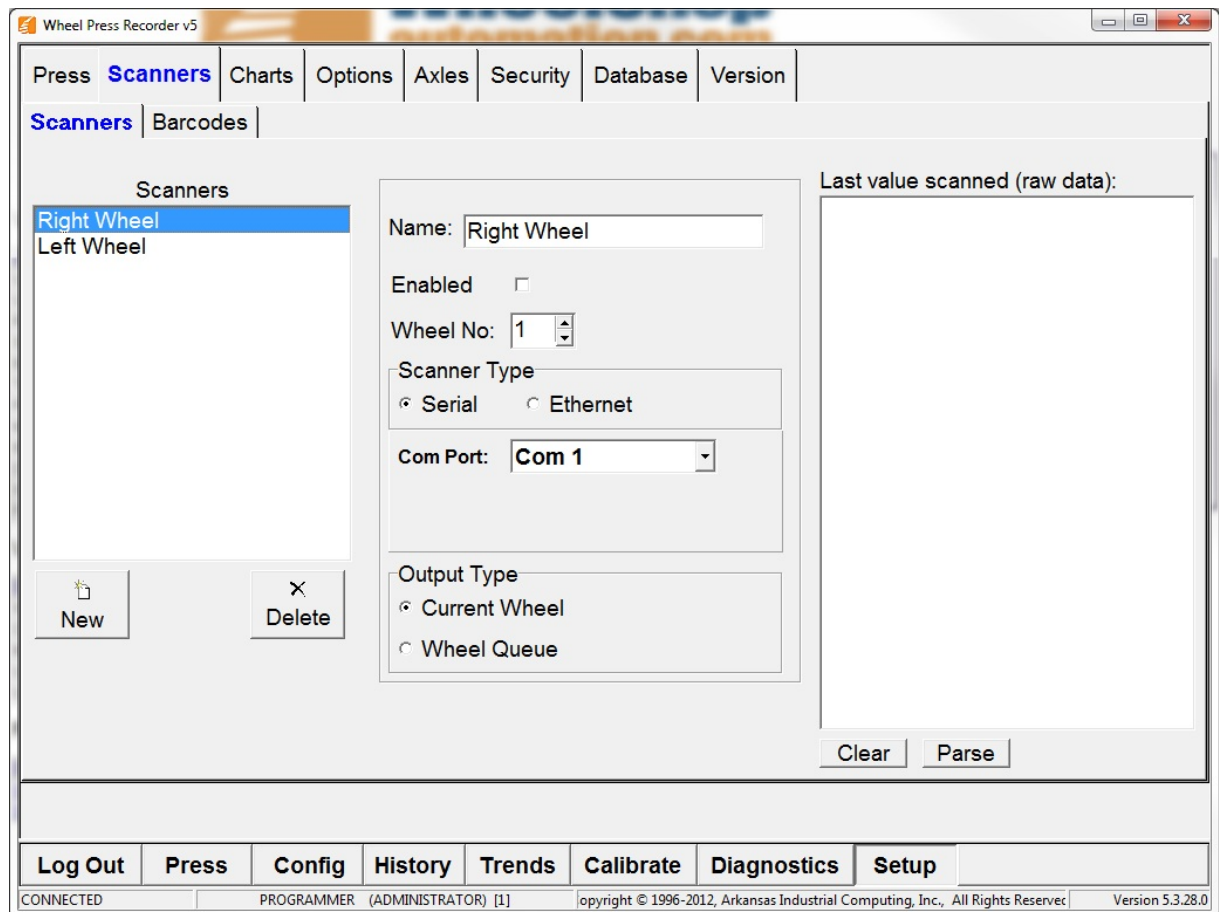 Wheel Press Recorder v5
automation.com
Press Scanners Charts Options Axles Security Database Version
Scanners Barcodes
Scanners
Right Wheel
Left Wheel
New
Delete
Name: Right Wheel
Enabled
Wheel No: 1
Scanner Type
Serial Ethernet
Com Port: Com 1
Output Type
Current Wheel
Wheel Queue
Last value scanned (raw data):
Clear Parse
Log Out Press Config History Trends Calibrate Diagnostics Setup
CONNECTED PROGRAMMER (ADMINISTRATOR) [1] opyright © 1996-2012, Arkansas Industrial Computing, Inc., All Rights Reserved Version 5.3.28.0